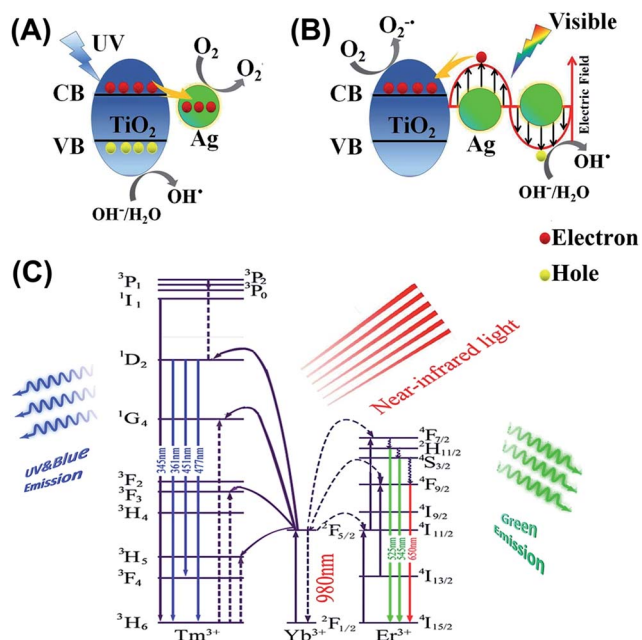 (A)
UV
O₂
O₂⁻
CB
TiO₂
VB
Ag
OH⁻/H₂O
OH•
(B)
Visible
O₂
O₂⁻•
CB
TiO₂
VB
Ag
Electric Field
OH⁻/H₂O
OH•
Electron
Hole
(C)
³P₁
³P₂
³P₀
¹I₁
¹D₂
¹G₄
³F₂
³F₃
³H₄
³H₅
³F₄
³H₆
345nm
361nm
451nm
477nm
Tm³⁺
UV&Blue
Emission
Near-infrared light
²F₅/₂
980nm
²F₁/₂
Yb³⁺
⁴F₇/₂
²H₁₁/₂
⁴S₃/₂
⁴F₉/₂
⁴I₉/₂
⁴I₁₁/₂
⁴I₁₃/₂
⁴I₁₅/₂
525nm
545nm
650nm
Er³⁺
Green
Emission